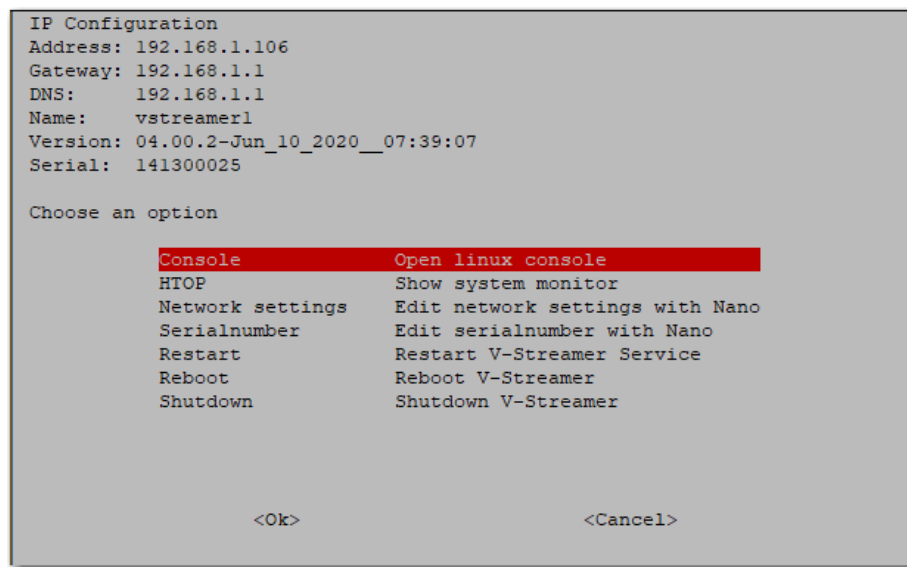 IP Configuration
Address: 192.168.1.106
Gateway: 192.168.1.1
DNS: 192.168.1.1
Name: vstreamer1
Version: 04.00.2-Jun_10_2020__07:39:07
Serial: 141300025
Choose an option
Console Open linux console
HTOP Show system monitor
Network settings Edit network settings with Nano
Serialnumber Edit serialnumber with Nano
Restart Restart V-Streamer Service
Reboot Reboot V-Streamer
Shutdown Shutdown V-Streamer
<Ok> <Cancel>